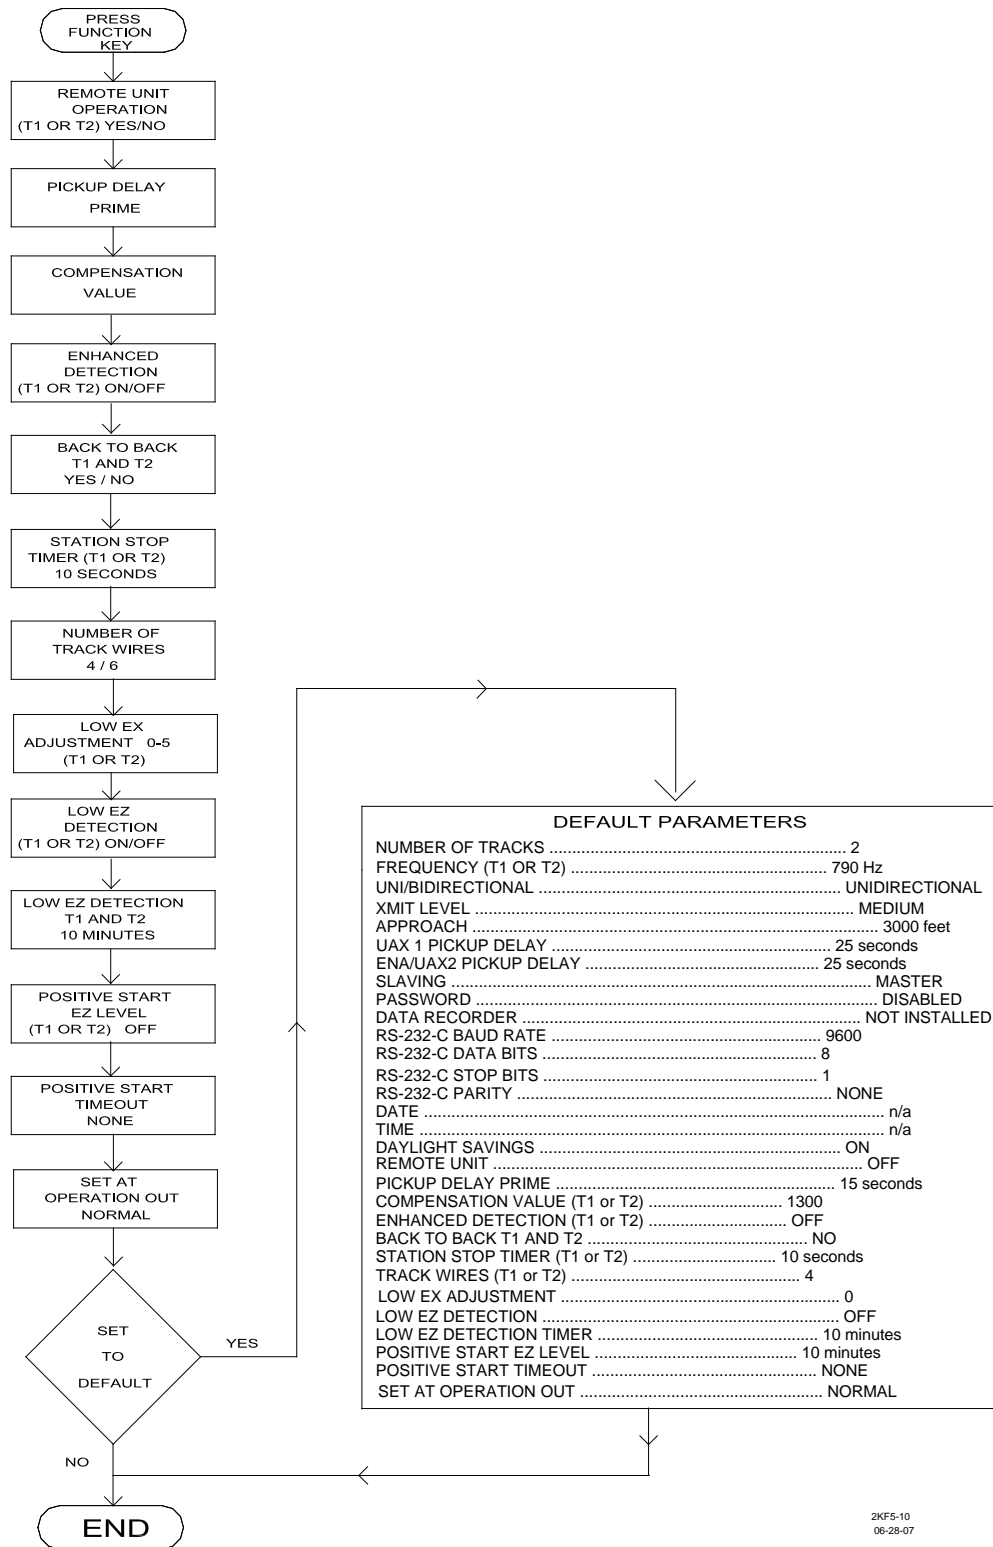 PRESS
FUNCTION
KEY
REMOTE UNIT
OPERATION
(T1 OR T2) YES/NO
PICKUP DELAY
PRIME
COMPENSATION
VALUE
ENHANCED
DETECTION
(T1 OR T2) ON/OFF
BACK TO BACK
T1 AND T2
YES / NO
STATION STOP
TIMER (T1 OR T2)
10 SECONDS
NUMBER OF
TRACK WIRES
4 / 6
LOW EX
ADJUSTMENT 0-5
(T1 OR T2)
LOW EZ
DETECTION
(T1 OR T2) ON/OFF
LOW EZ DETECTION
T1 AND T2
10 MINUTES
POSITIVE START
EZ LEVEL
(T1 OR T2) OFF
POSITIVE START
TIMEOUT
NONE
SET AT
OPERATION OUT
NORMAL
SET
TO
DEFAULT
YES
NO
END
DEFAULT PARAMETERS
NUMBER OF TRACKS ........ 2
FREQUENCY (T1 OR T2) ........ 790 Hz
UNI/BIDIRECTIONAL ........ UNIDIRECTIONAL
XMIT LEVEL ........ MEDIUM
APPROACH ........ 3000 feet
UAX 1 PICKUP DELAY ........ 25 seconds
ENA/UAX2 PICKUP DELAY ........ 25 seconds
SLAVING ........ MASTER
PASSWORD ........ DISABLED
DATA RECORDER ........ NOT INSTALLED
RS-232-C BAUD RATE ........ 9600
RS-232-C DATA BITS ........ 8
RS-232-C STOP BITS ........ 1
RS-232-C PARITY ........ NONE
DATE ........ n/a
TIME ........ n/a
DAYLIGHT SAVINGS ........ ON
REMOTE UNIT ........ OFF
PICKUP DELAY PRIME ........ 15 seconds
COMPENSATION VALUE (T1 or T2) ........ 1300
ENHANCED DETECTION (T1 or T2) ........ OFF
BACK TO BACK T1 AND T2 ........ NO
STATION STOP TIMER (T1 or T2) ........ 10 seconds
TRACK WIRES (T1 or T2) ........ 4
LOW EX ADJUSTMENT ........ 0
LOW EZ DETECTION ........ OFF
LOW EZ DETECTION TIMER ........ 10 minutes
POSITIVE START EZ LEVEL ........ 10 minutes
POSITIVE START TIMEOUT ........ NONE
SET AT OPERATION OUT ........ NORMAL
2KF5-10
06-28-07